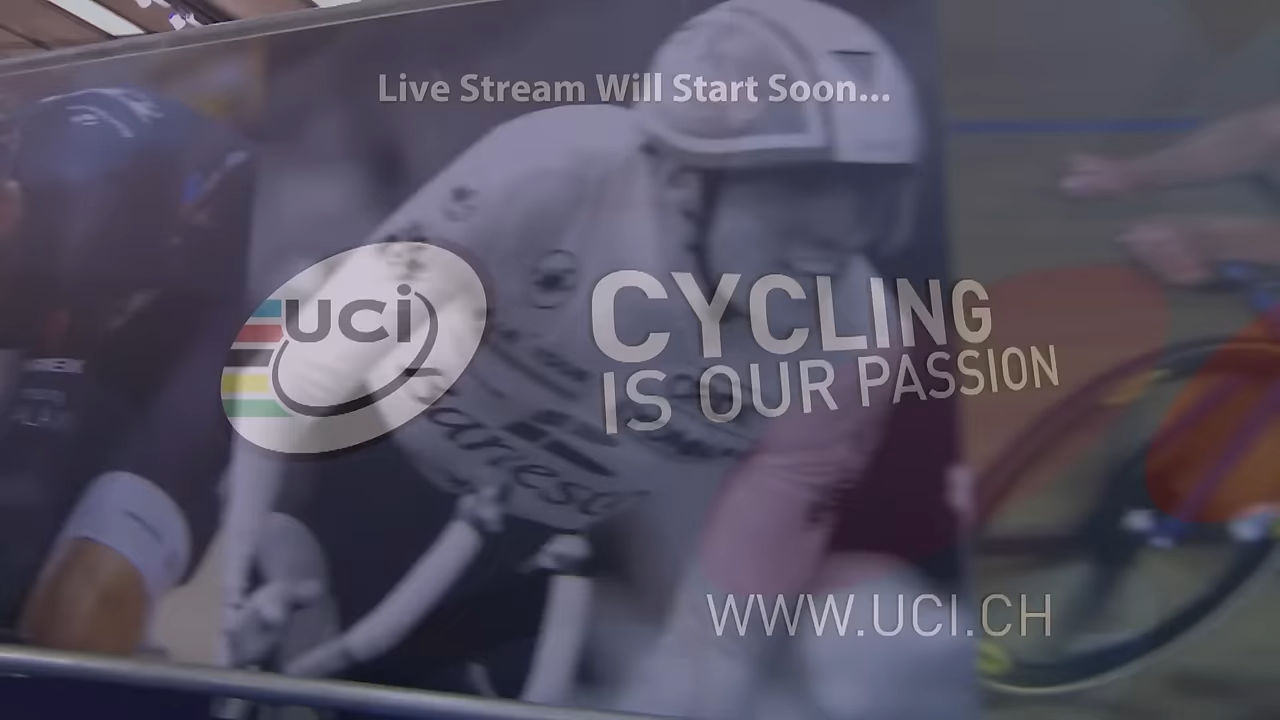 Live Stream Will Start Soon...
uci
CYCLING
IS OUR PASSION
WWW.UCI.CH